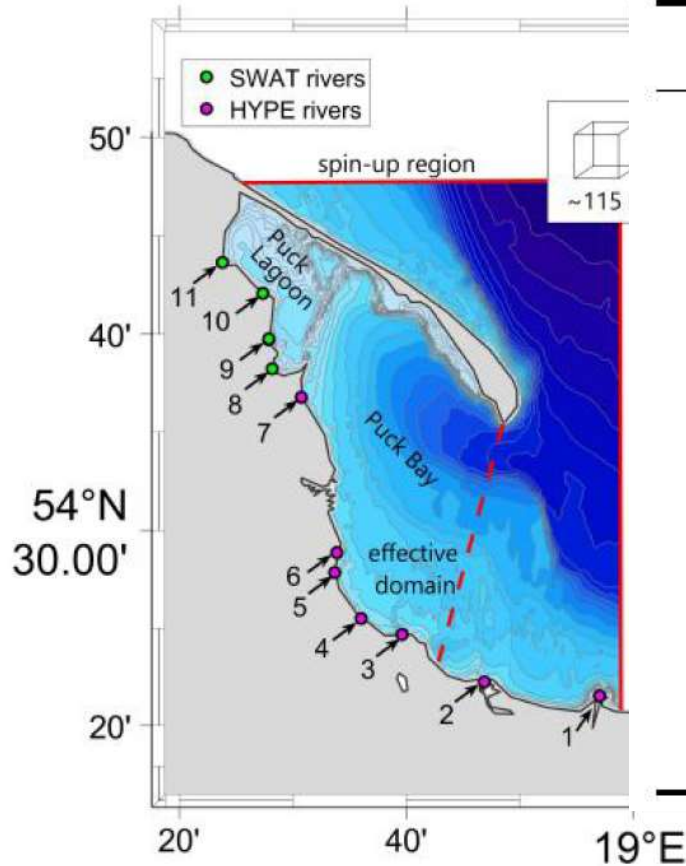 SWAT rivers
HYPE rivers
50'
spin-up region
~115
Puck
Lagoon
11
10
40'
9
8
7
Puck Bay
54°N
30.00'
effective
domain
6
5
4
3
2
1
20'
20'
40'
19°E